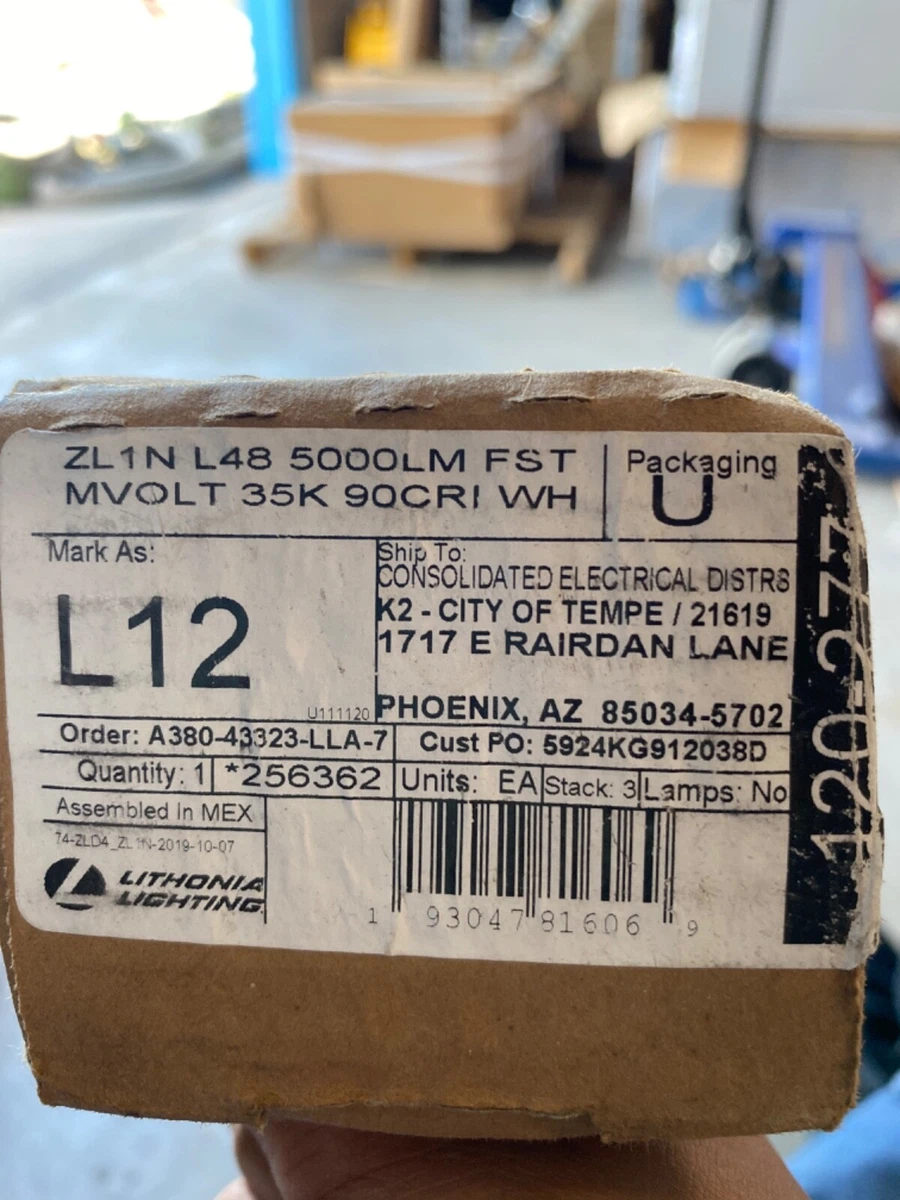 ZL1N L48 5000LM FST
MVOLT 35K 90CRI WH
Packaging
U
Mark As:
L12
U111120
Ship To:
CONSOLIDATED ELECTRICAL DISTRS
K2 - CITY OF TEMPE / 21619
1717 E RAIRDAN LANE
PHOENIX, AZ 85034-5702
Order: A380-43323-LLA-7
Cust PO: 5924KG912038D
Quantity: 1
*256362
Units: EA
Stack: 3
Lamps: No
Assembled In MEX
74-ZLD4_ZL1N-2019-10-07
LITHONIA
LIGHTING
1 93047 81606 9
120-277